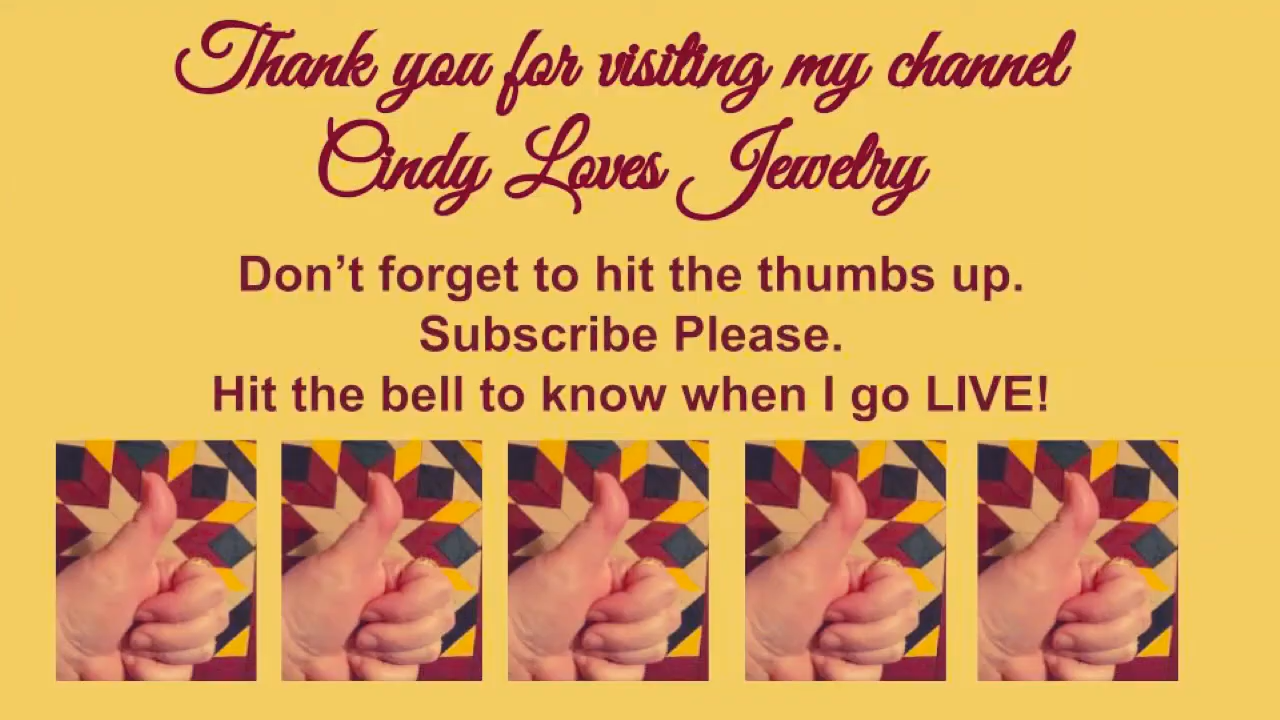 Thank you for visiting my channel
Cindy Loves Jewelry
Don’t forget to hit the thumbs up.
Subscribe Please.
Hit the bell to know when I go LIVE!